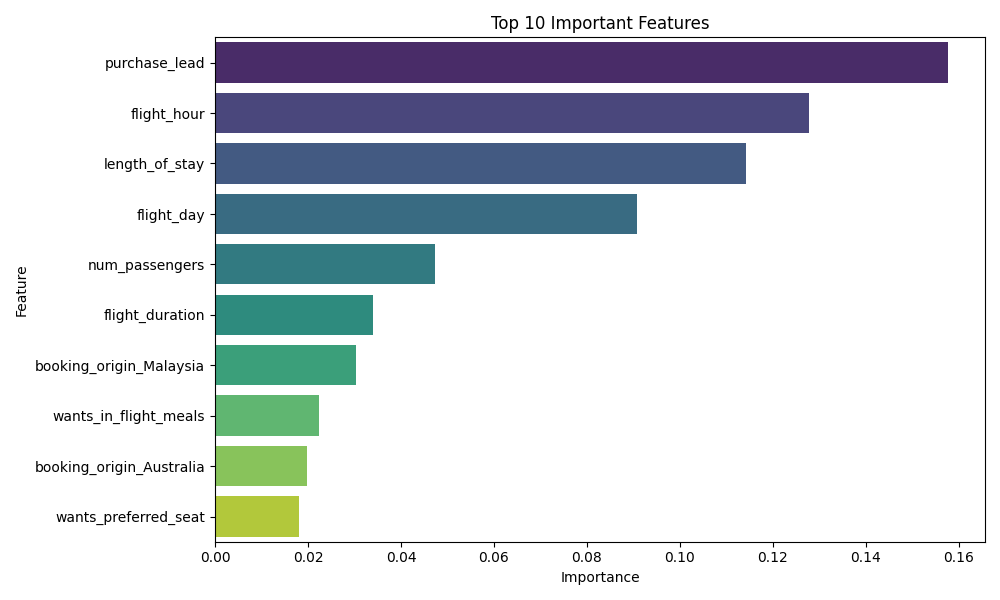 Top 10 Important Features
Feature
purchase_lead
flight_hour
length_of_stay
flight_day
num_passengers
flight_duration
booking_origin_Malaysia
wants_in_flight_meals
booking_origin_Australia
wants_preferred_seat
0.00 0.02 0.04 0.06 0.08 0.10 0.12 0.14 0.16
Importance